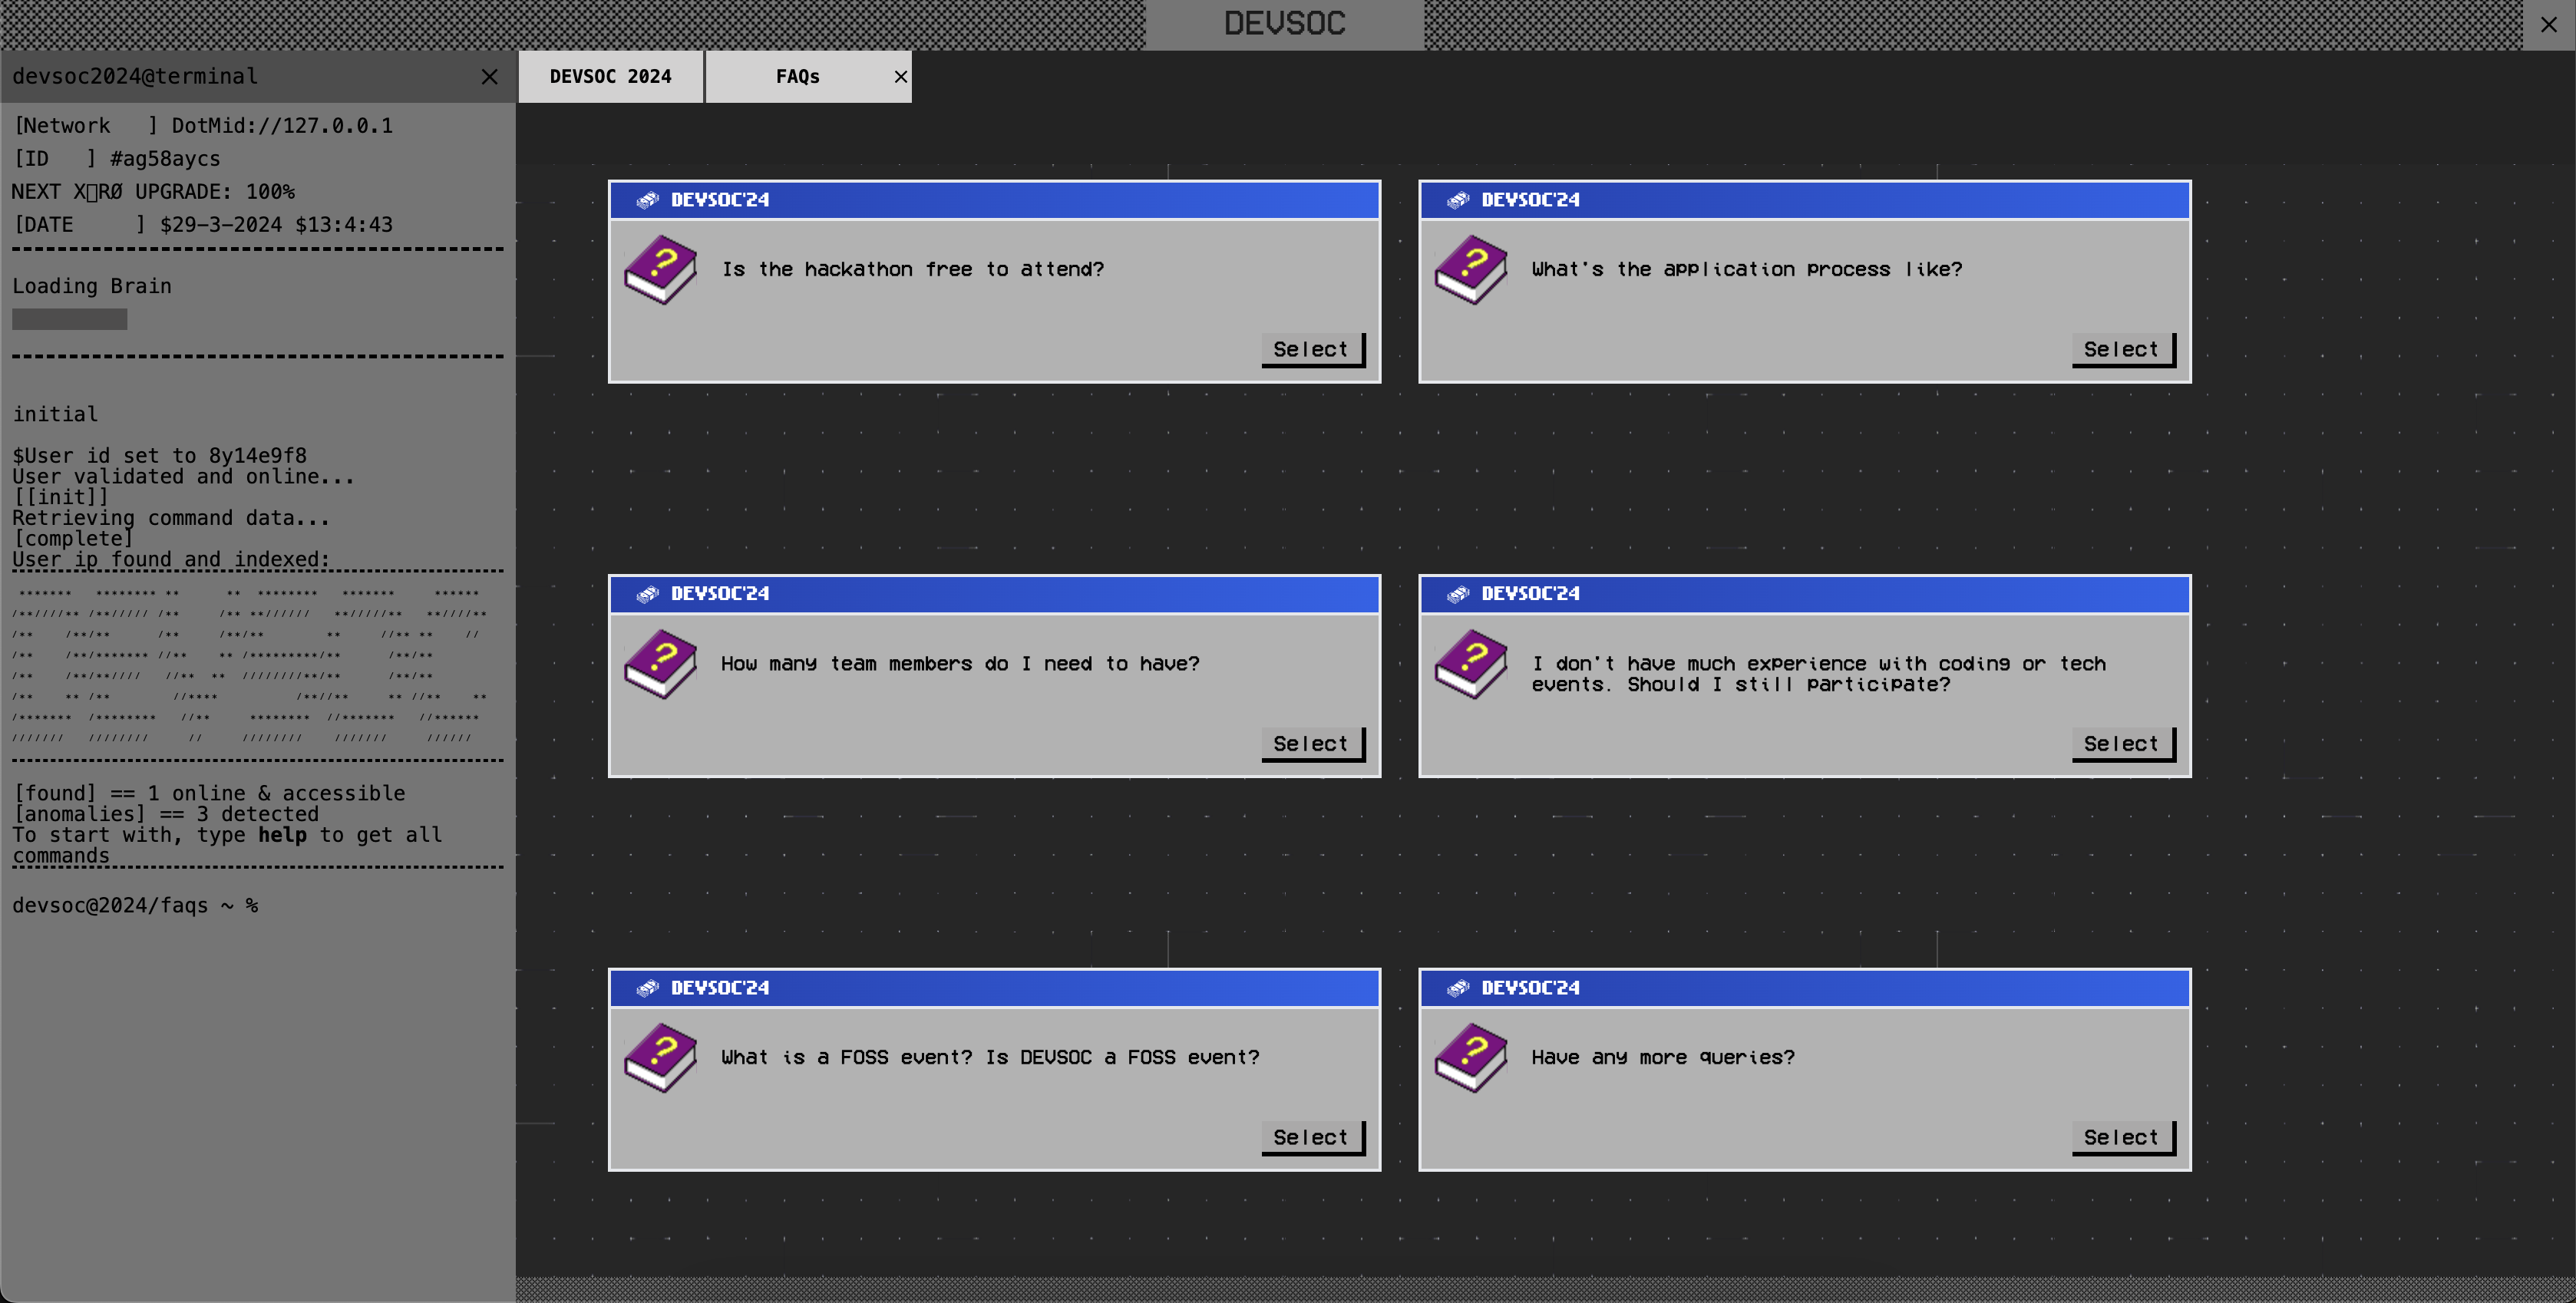 DEVSOC
devsoc2024@terminal
DEVSOC 2024
FAQs
[Network   ] DotMid://127.0.0.1
[ID   ] #ag58aycs
NEXT X▯RØ UPGRADE: 100%
[DATE     ] $29-3-2024 $13:4:43
Loading Brain
initial
$User id set to 8y14e9f8
User validated and online...
[[init]]
Retrieving command data...
[complete]
User ip found and indexed:
[found] == 1 online & accessible
[anomalies] == 3 detected
To start with, type help to get all
commands
devsoc@2024/faqs ~ %
DEVSOC'24
Is the hackathon free to attend?
Select
DEVSOC'24
What's the application process like?
Select
DEVSOC'24
How many team members do I need to have?
Select
DEVSOC'24
I don't have much experience with coding or tech
events. Should I still participate?
Select
DEVSOC'24
What is a FOSS event? Is DEVSOC a FOSS event?
Select
DEVSOC'24
Have any more queries?
Select